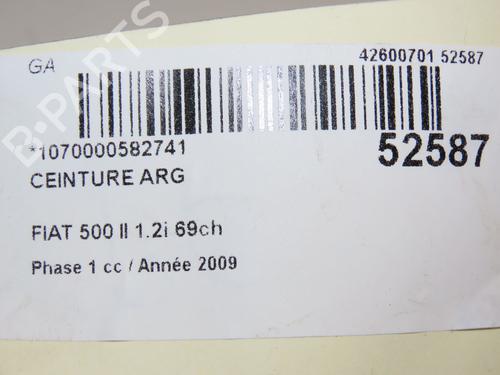 GA
42600701 52587
*1070000582741
52587
CEINTURE ARG
FIAT 500 II 1.2i 69ch
Phase 1 cc / Année 2009
B-PARTS